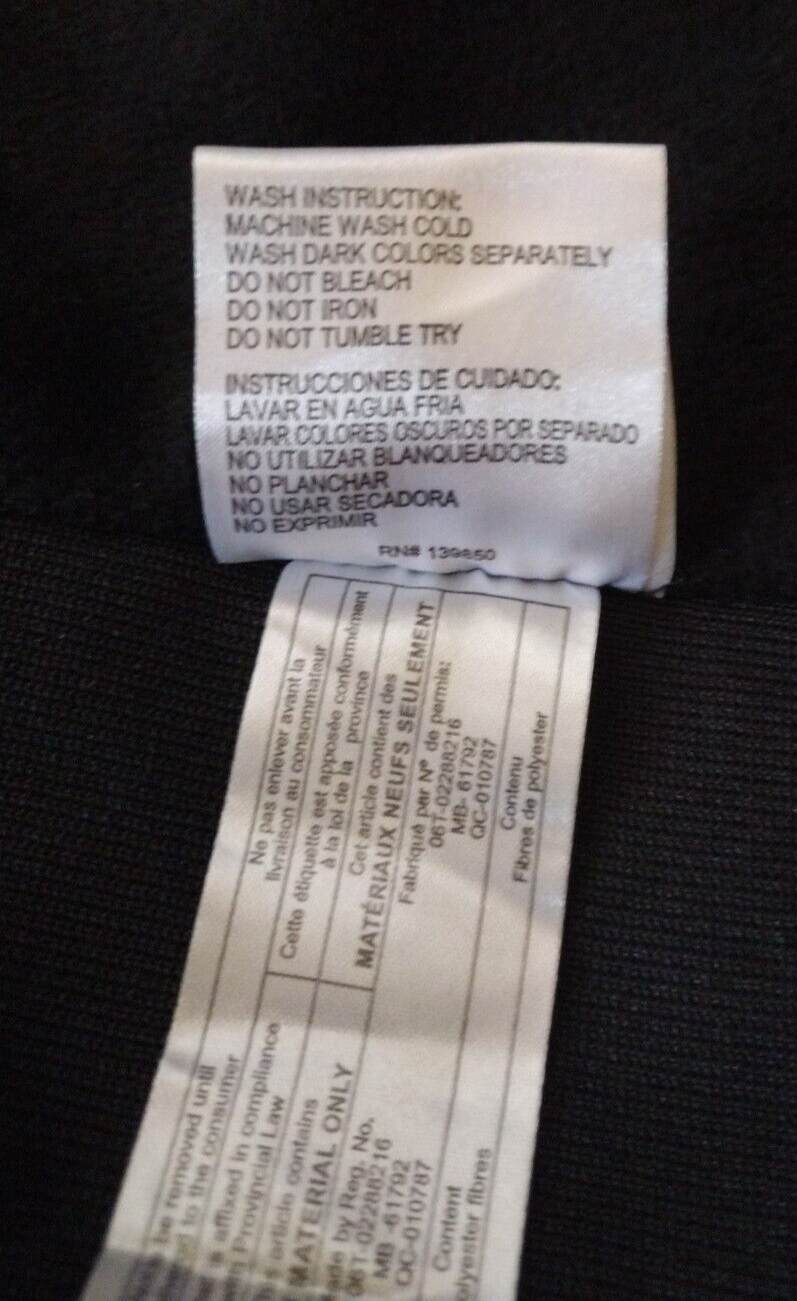 WASH INSTRUCTION:
MACHINE WASH COLD
WASH DARK COLORS SEPARATELY
DO NOT BLEACH
DO NOT IRON
DO NOT TUMBLE TRY
INSTRUCCIONES DE CUIDADO:
LAVAR EN AGUA FRIA
LAVAR COLORES OSCUROS POR SEPARADO
NO UTILIZAR BLANQUEADORES
NO PLANCHAR
NO USAR SECADORA
NO EXPRIMIR
RN# 139850
Ne pas enlever avant la
livraison au consommateur
Cette étiquette est apposée conformément
à la loi de la province
Cet article contient des
MATÉRIAUX NEUFS SEULEMENT
Fabriqué par Nº de permis:
06T-02288216
MB- 61792
QC-010787
Contenu
Fibres de polyester
be removed until
to the consumer
affixed in compliance
Provincial Law
article contains
MATERIAL ONLY
by Reg. No.
06T-02288216
MB -61792
QC-010787
Content
fibres